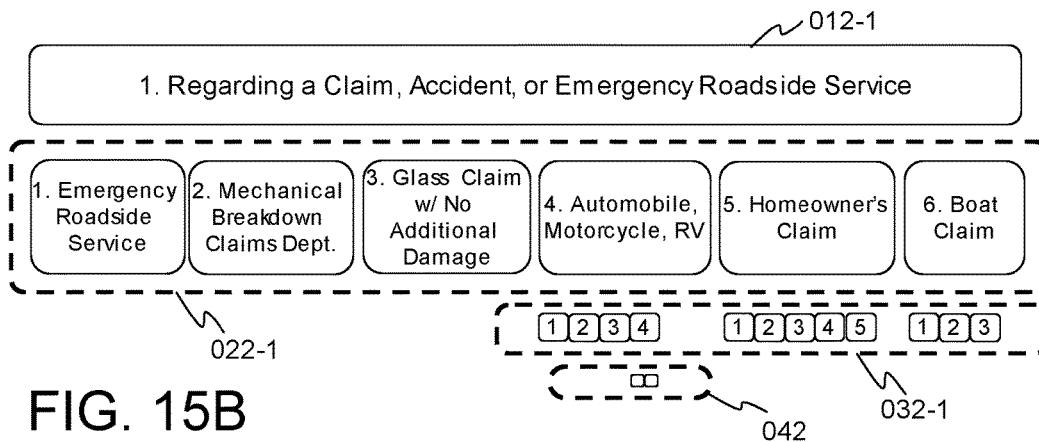 012-1
1. Regarding a Claim, Accident, or Emergency Roadside Service
1. Emergency
Roadside
Service
2. Mechanical
Breakdown
Claims Dept.
3. Glass Claim
w/ No
Additional
Damage
4. Automobile,
Motorcycle, RV
5. Homeowner's
Claim
6. Boat
Claim
1 2 3 4
1 2 3 4 5
1 2 3
022-1
032-1
042
FIG. 15B